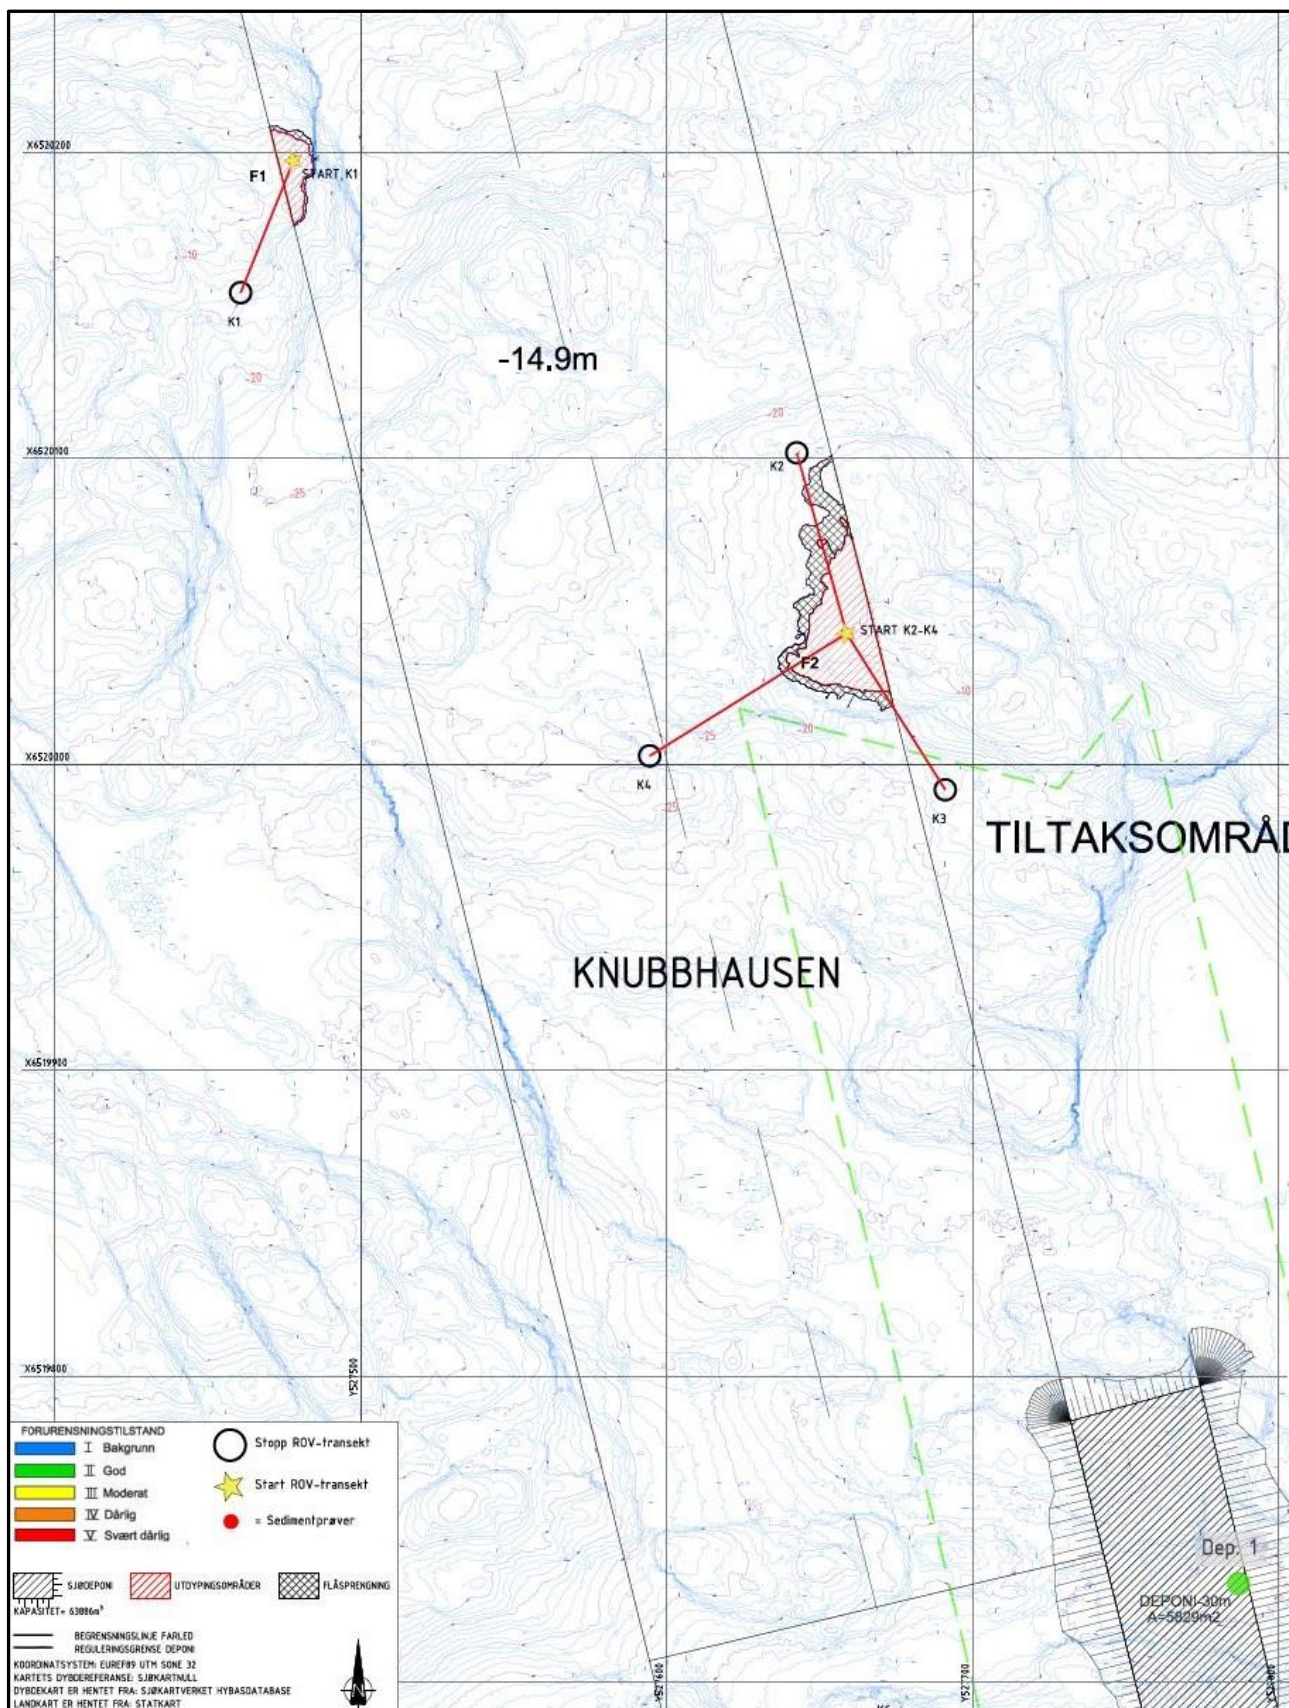 X6520200
F1
START K1
-10
K1
-14.9m
-20
-20
X6520100
K2
-25
START K2-K4
F2
-10
-20
-25
X6520000
K4
-25
K3
TILTAKSOMRÅD
KNUBBHAUSEN
X6519900
X6519800
Y527500
Y527600
Y527700
FORURENSNINGSTILSTAND
I Bakgrunn
II God
III Moderat
IV Dårlig
V Svært dårlig
Stopp ROV-transekt
Start ROV-transekt
= Sedimentprøver
SJØDEPONI
UTDYPINGSOMRÅDER
FLÅSPRENGNING
KAPASITET= 63886m³
BEGRENSNINGSLINJE FARLED
REGULERINGSGRENSE DEPONI
KOORDINATSYSTEM: EUREF89 UTM SONE 32
KARTETS DYBDEREFERANSE: SJØKARTNULL
DYBDEKART ER HENTET FRA: SJØKARTVERKET HYBASDATABASE
LANDKART ER HENTET FRA: STATKART
Dep. 1
DEPONI-30m
A=5829m2